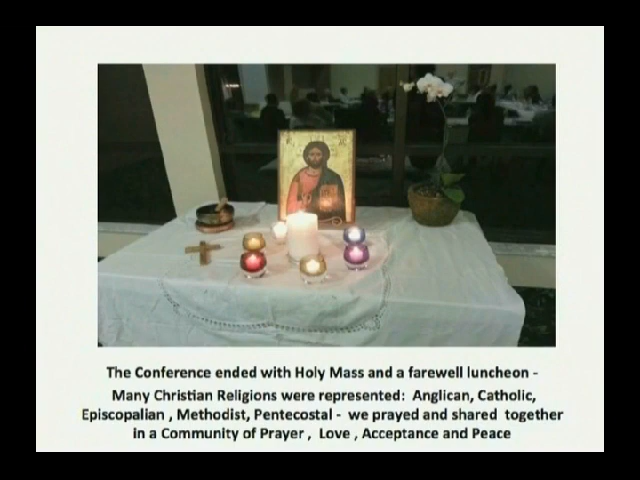 The Conference ended with Holy Mass and a farewell luncheon -
Many Christian Religions were represented: Anglican, Catholic,
Episcopalian , Methodist, Pentecostal - we prayed and shared together
in a Community of Prayer , Love , Acceptance and Peace